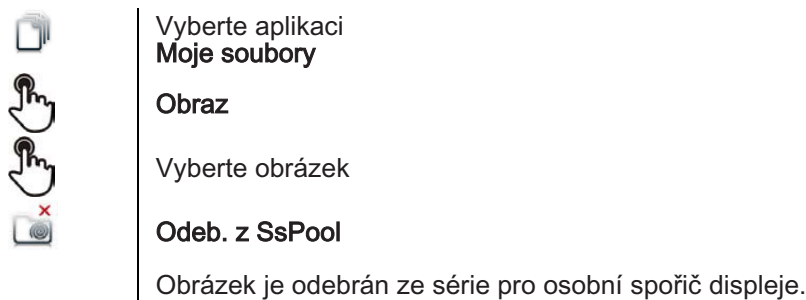 Vyberte aplikaci
Moje soubory
Obraz
Vyberte obrázek
Odeb. z SsPool
Obrázek je odebrán ze série pro osobní spořič displeje.